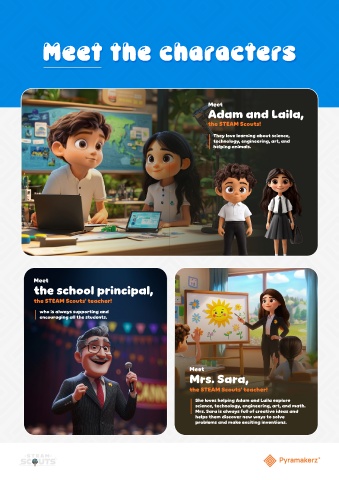 Meet the characters
Meet
Adam and Laila,
the STEAM Scouts!
They love learning about science,
technology, engineering, art, and
helping animals.
Meet
the school principal,
the STEAM Scouts' teacher!
who is always supporting and
encouraging all the students.
Meet
Mrs. Sara,
the STEAM Scouts' teacher!
She loves helping Adam and Laila explore
science, technology, engineering, art, and math.
Mrs. Sara is always full of creative ideas and
helps them discover new ways to solve
problems and make exciting inventions.
STEAM
SCOUTS
Pyramakerz